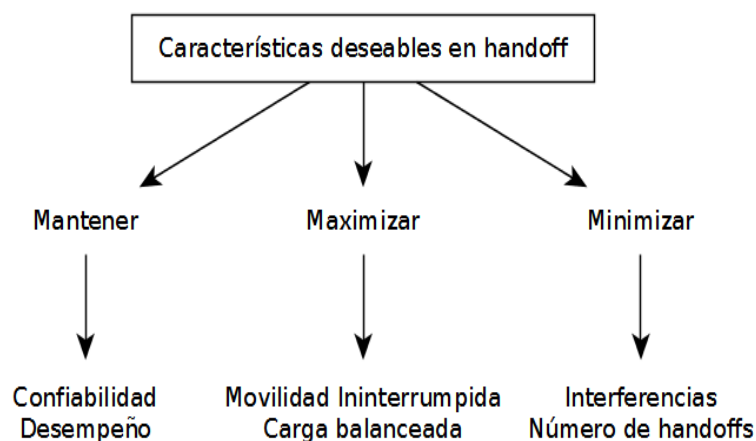 Características deseables en handoff
Mantener
Maximizar
Minimizar
Confiabilidad
Desempeño
Movilidad Ininterrumpida
Carga balanceada
Interferencias
Número de handoffs